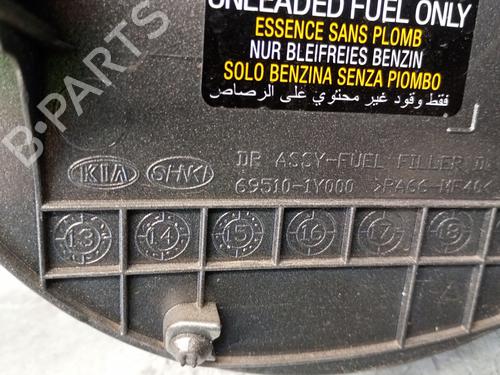 UNLEADED FUEL ONLY
ESSENCE SANS PLOMB
NUR BLEIFREIES BENZIN
SOLO BENZINA SENZA PIOMBO
فقط وقود غير محتوي على الرصاص
B-PARTS
KIA
DR ASSY-FUEL FILLER
69510-1Y000 >PA66-MF40<
13 14 15 16 17 18